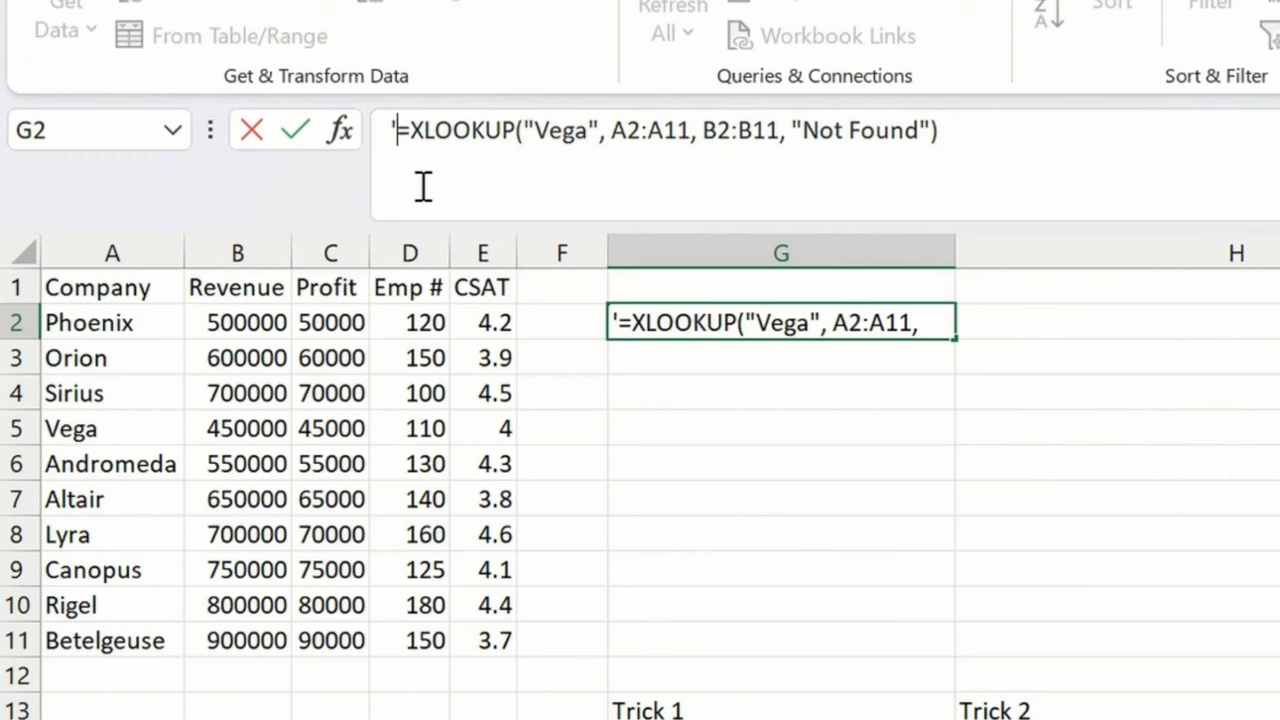 Get
Refresh
Sort
Filter
Data
From Table/Range
All
Workbook Links
Z
A
Get & Transform Data
Queries & Connections
Sort & Filter
G2
fx
'=XLOOKUP("Vega", A2:A11, B2:B11, "Not Found")
A B C D E F G H
1 Company Revenue Profit Emp # CSAT
2 Phoenix 500000 50000 120 4.2 '=XLOOKUP("Vega", A2:A11,
3 Orion 600000 60000 150 3.9
4 Sirius 700000 70000 100 4.5
5 Vega 450000 45000 110 4
6 Andromeda 550000 55000 130 4.3
7 Altair 650000 65000 140 3.8
8 Lyra 700000 70000 160 4.6
9 Canopus 750000 75000 125 4.1
10 Rigel 800000 80000 180 4.4
11 Betelgeuse 900000 90000 150 3.7
12
13 Trick 1 Trick 2